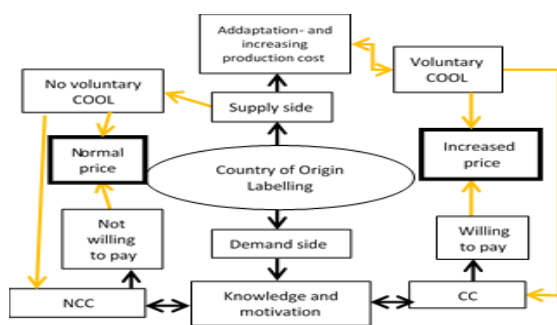 Addaptation- and
increasing
production cost
Voluntary
COOL
No voluntary
COOL
Supply side
Normal
price
Country of Origin
Labelling
Increased
price
Not
willing
to pay
Demand side
Willing
to pay
NCC
Knowledge and
motivation
CC